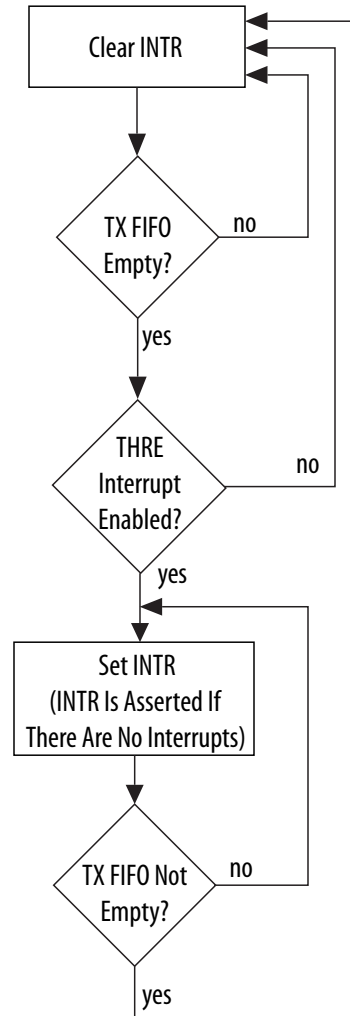 Clear INTR
TX FIFO
Empty?
no
yes
THRE
Interrupt
Enabled?
no
yes
Set INTR
(INTR Is Asserted If
There Are No Interrupts)
TX FIFO Not
Empty?
no
yes